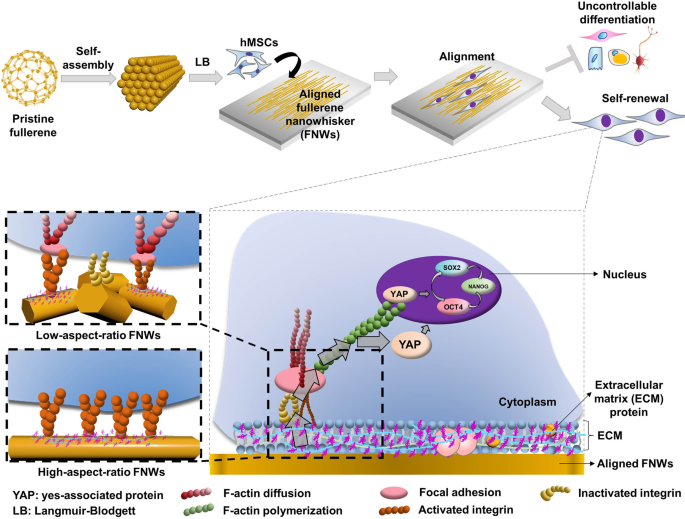 Pristine
fullerene
Self-
assembly
LB
hMSCs
Aligned
fullerene
nanowhisker
(FNWs)
Alignment
Uncontrollable
differentiation
Self-renewal
Low-aspect-ratio FNWs
High-aspect-ratio FNWs
SOX2
NANOG
OCT4
YAP
YAP
Nucleus
Cytoplasm
Extracellular
matrix (ECM)
protein
ECM
Aligned FNWs
YAP: yes-associated protein
LB: Langmuir-Blodgett
F-actin diffusion
F-actin polymerization
Focal adhesion
Activated integrin
Inactivated integrin